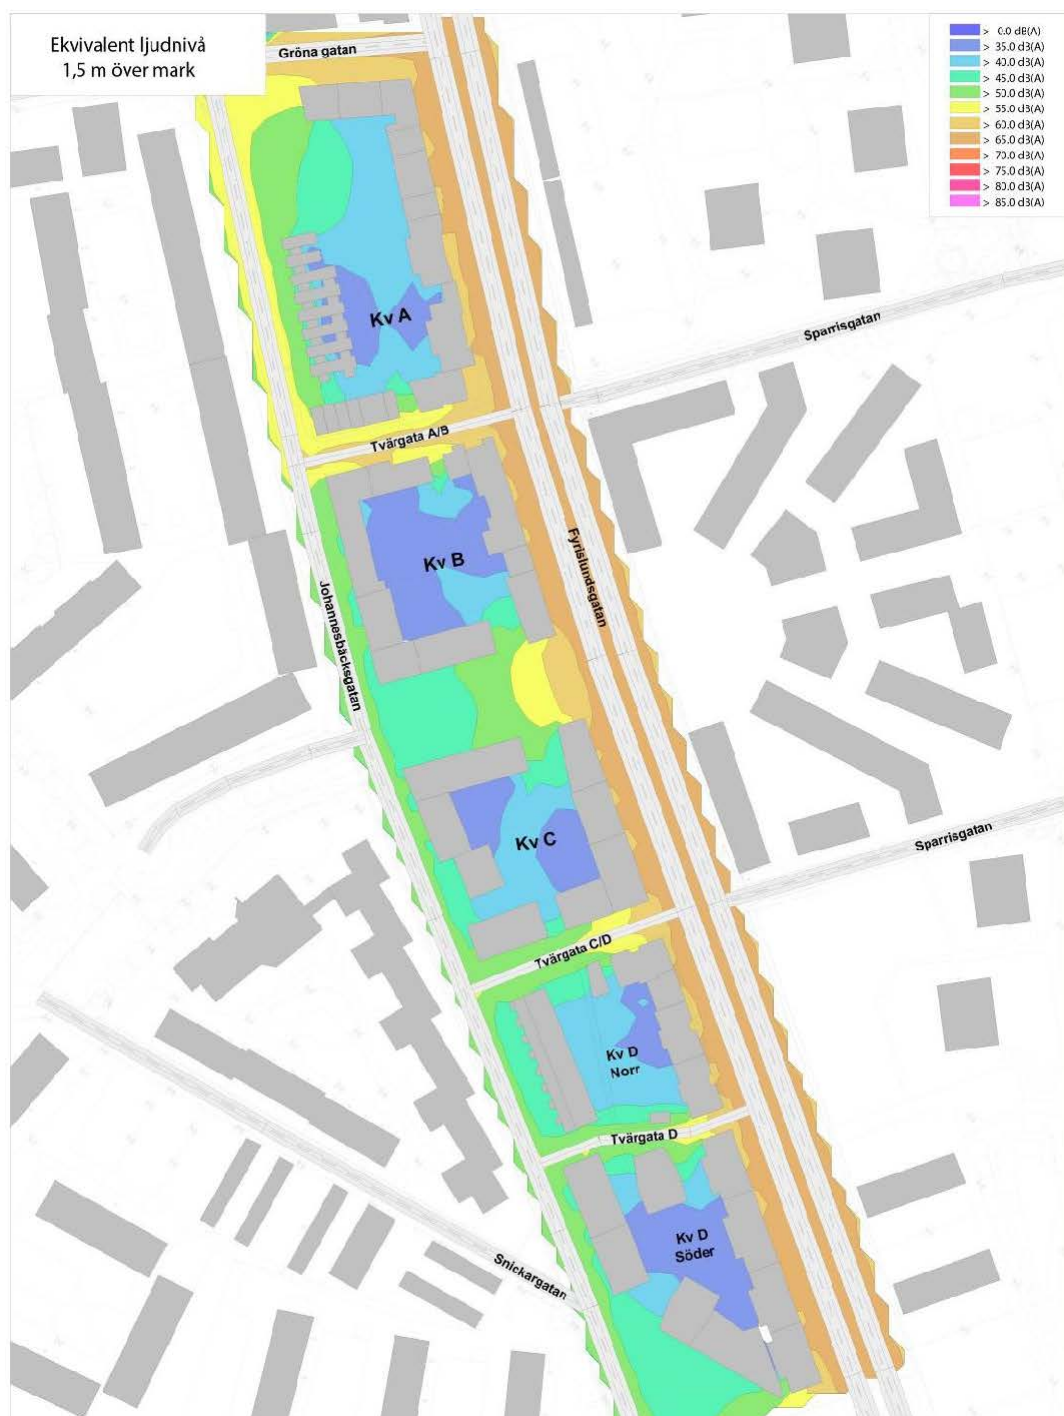 Ekvivalent ljudnivå
1,5 m över mark
Gröna gatan
> 0.0 dB(A)
> 35.0 dB(A)
> 40.0 dB(A)
> 45.0 dB(A)
> 50.0 dB(A)
> 55.0 dB(A)
> 60.0 dB(A)
> 65.0 dB(A)
> 70.0 dB(A)
> 75.0 dB(A)
> 80.0 dB(A)
> 85.0 dB(A)
Kv A
Sparrisgatan
Tvärgata A/B
Kv B
Fyrislundsgatan
Johannesbäcksgatan
Kv C
Sparrisgatan
Tvärgata C/D
Kv D
Norr
Tvärgata D
Kv D
Söder
Snickargatan